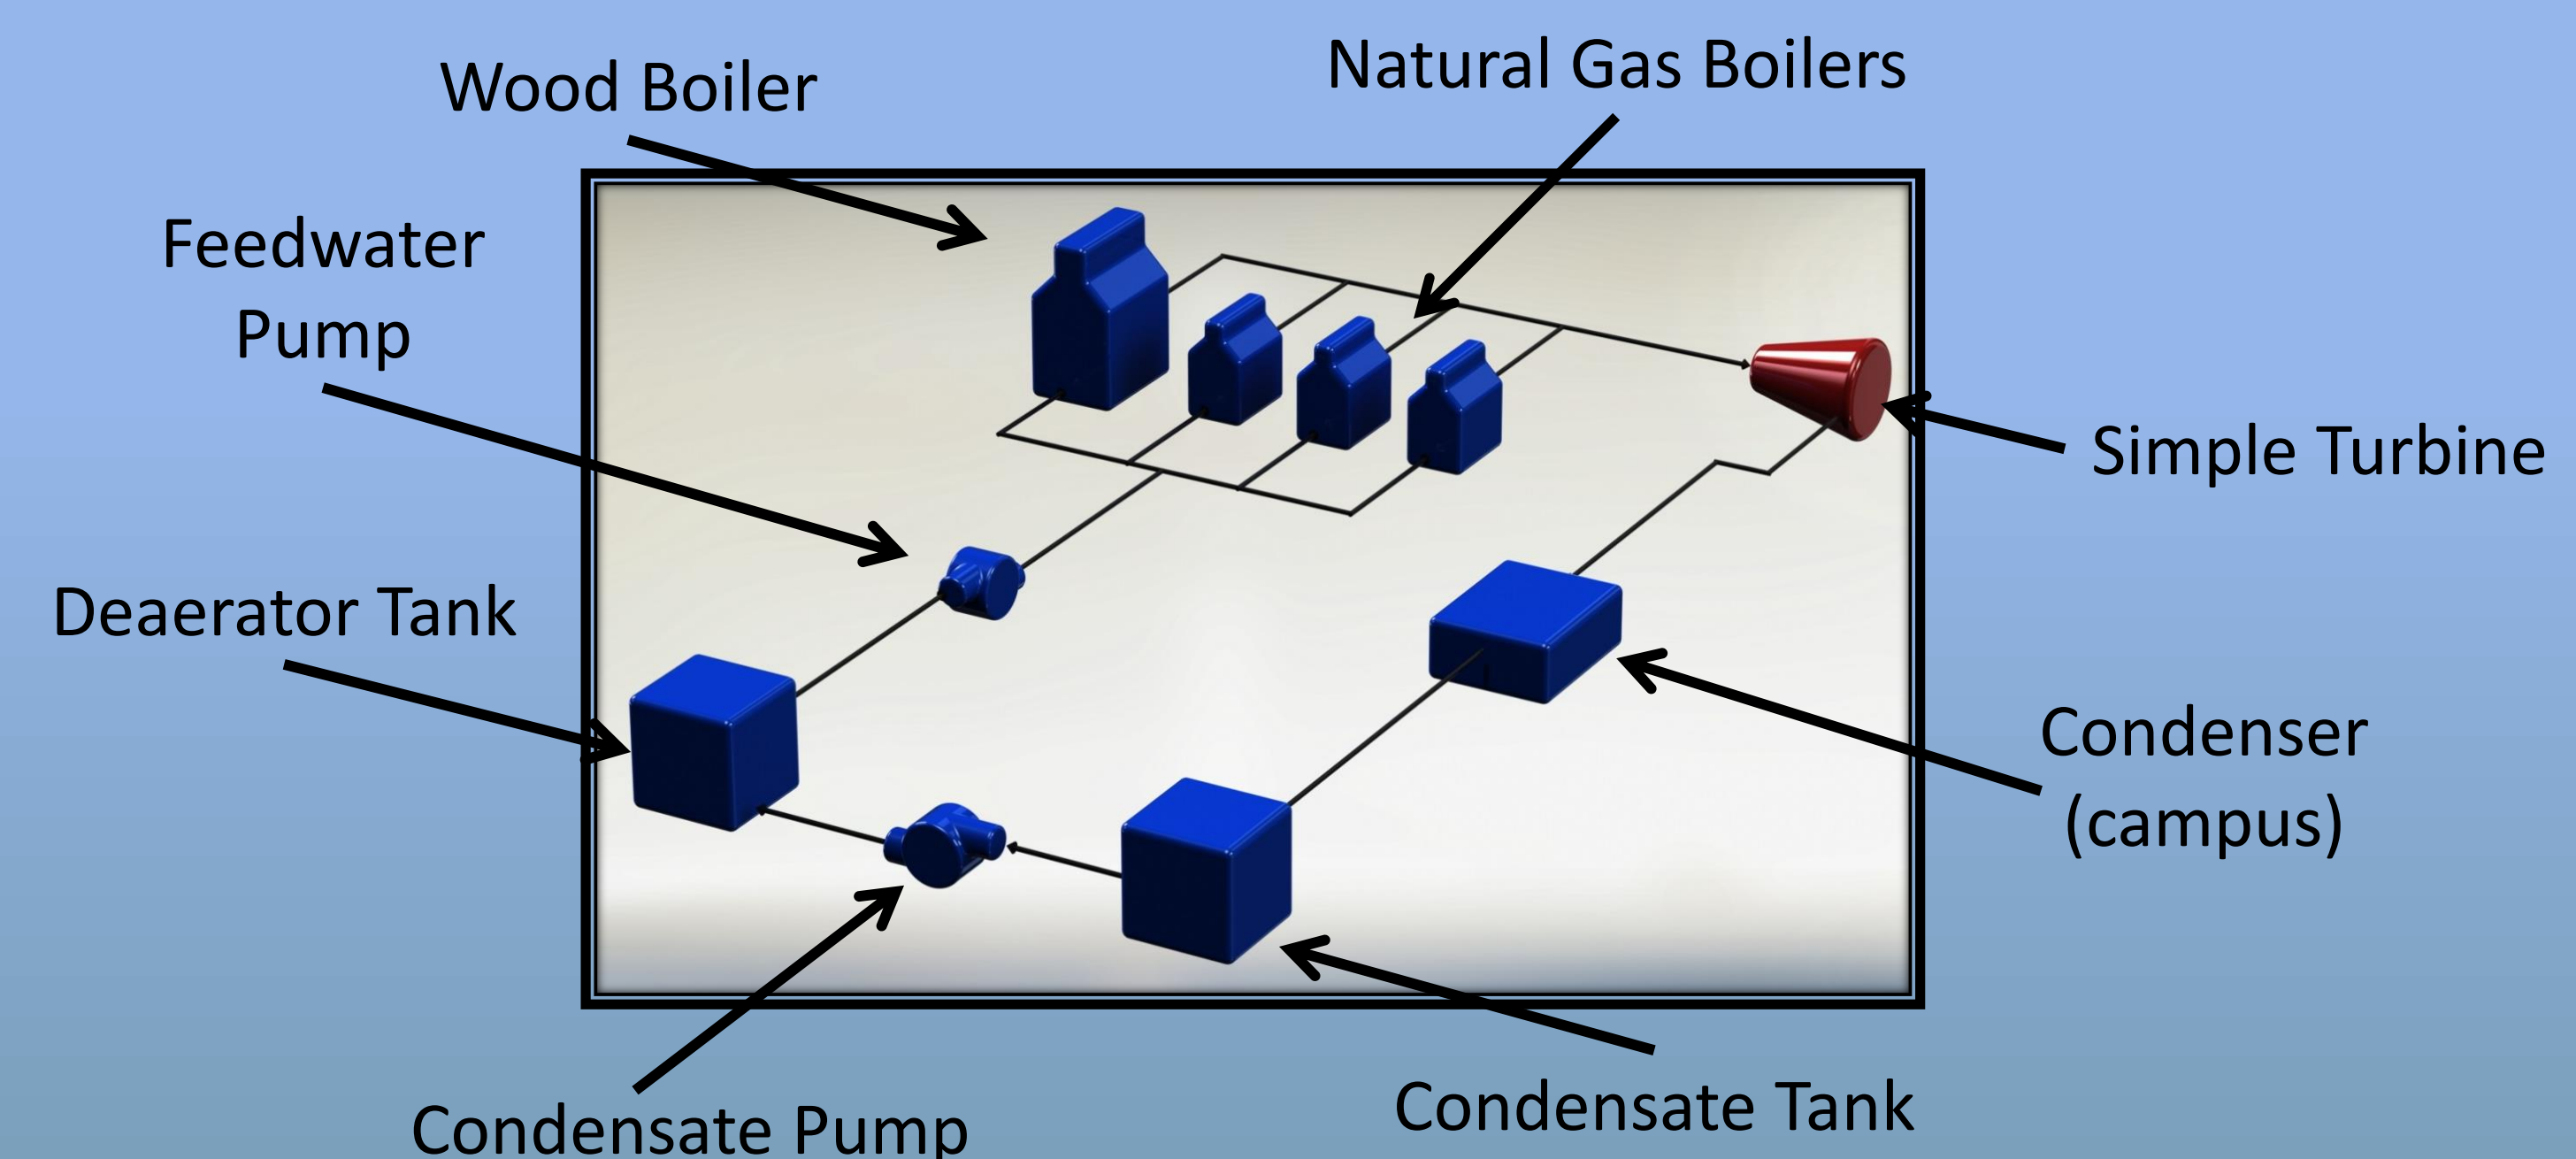 Wood Boiler
Natural Gas Boilers
Feedwater
Pump
Simple Turbine
Deaerator Tank
Condenser
(campus)
Condensate Tank
Condensate Pump